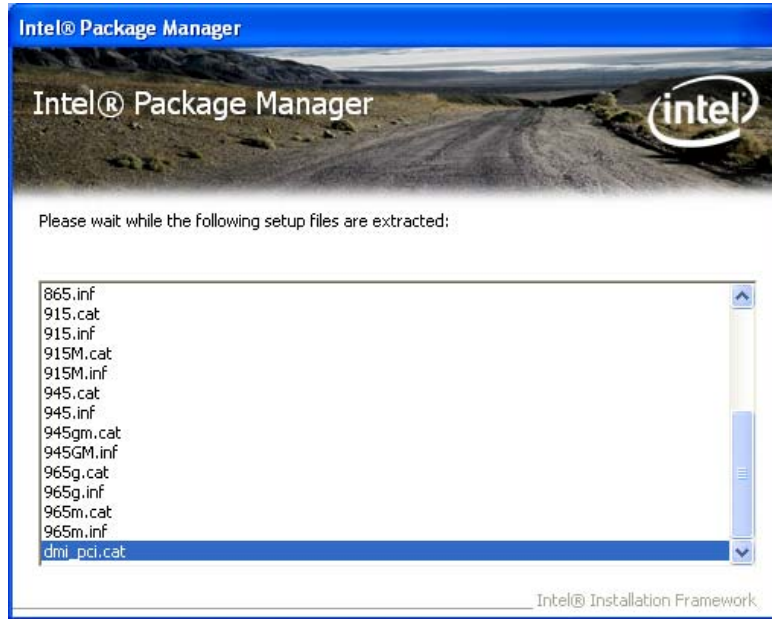 Intel® Package Manager
Intel® Package Manager
intel
Please wait while the following setup files are extracted:
865.inf
915.cat
915.inf
915M.cat
915M.inf
945.cat
945.inf
945gm.cat
945GM.inf
965g.cat
965g.inf
965m.cat
965m.inf
dmi_pci.cat
Intel® Installation Framework